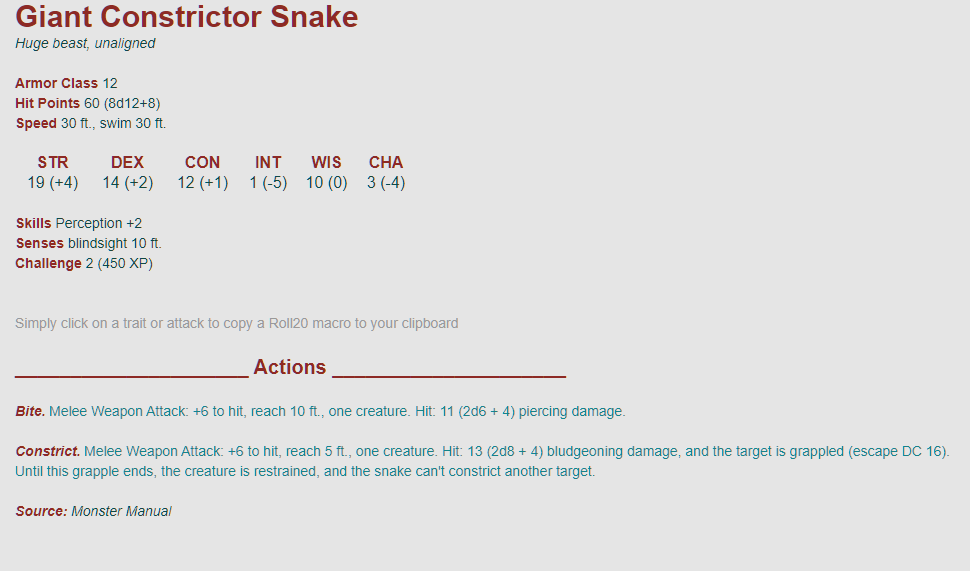 Giant Constrictor Snake
Huge beast, unaligned
Armor Class 12
Hit Points 60 (8d12+8)
Speed 30 ft., swim 30 ft.
STR DEX CON INT WIS CHA
19 (+4) 14 (+2) 12 (+1) 1 (-5) 10 (0) 3 (-4)
Skills Perception +2
Senses blindsight 10 ft.
Challenge 2 (450 XP)
Simply click on a trait or attack to copy a Roll20 macro to your clipboard
Actions
Bite. Melee Weapon Attack: +6 to hit, reach 10 ft., one creature. Hit: 11 (2d6 + 4) piercing damage.
Constrict. Melee Weapon Attack: +6 to hit, reach 5 ft., one creature. Hit: 13 (2d8 + 4) bludgeoning damage, and the target is grappled (escape DC 16).
Until this grapple ends, the creature is restrained, and the snake can't constrict another target.
Source: Monster Manual